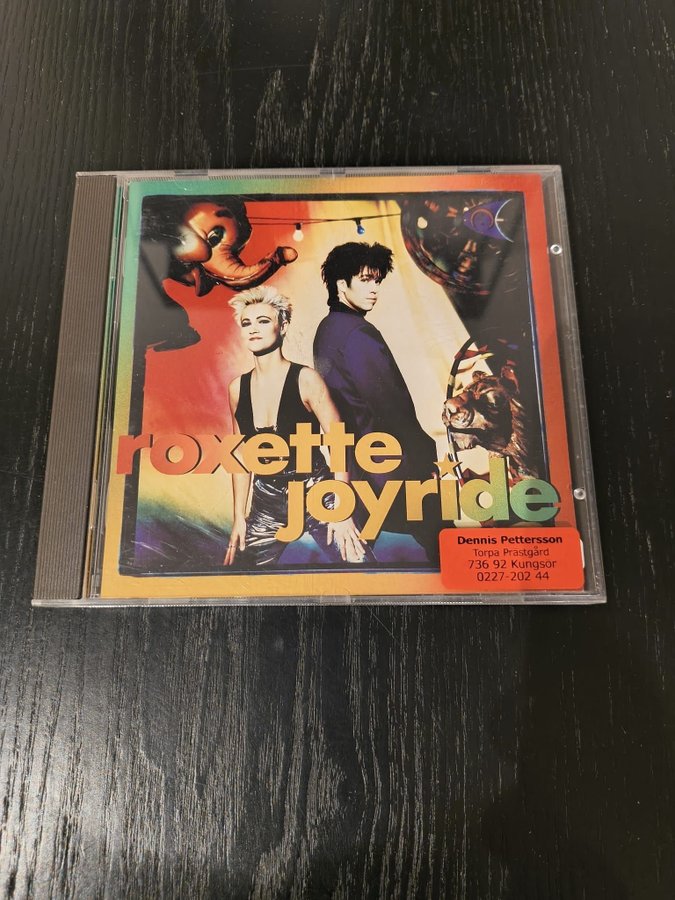 roxette
joyride
Dennis Pettersson
Torpa Prastgård
736 92 Kungsör
0227-202 44